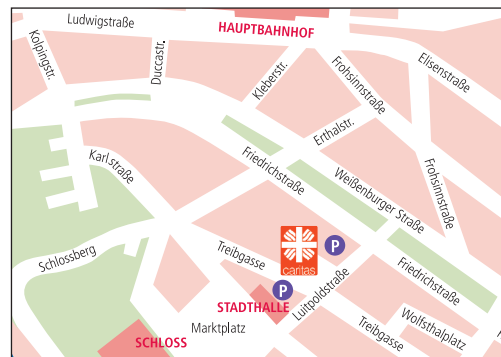 Ludwigstraße
HAUPTBAHNHOF
Kolpingstr.
Duccastr.
Kleberstr.
Frohsinnstraße
Elisenstraße
Erthalstr.
Karlstraße
Friedrichstraße
Weißenburger Straße
Frohsinnstraße
Schlossberg
Treibgasse
caritas
P
Friedrichstraße
P
Luitpoldstraße
STADTHALLE
Marktplatz
Wolfsthalplatz
Treibgasse
SCHLOSS